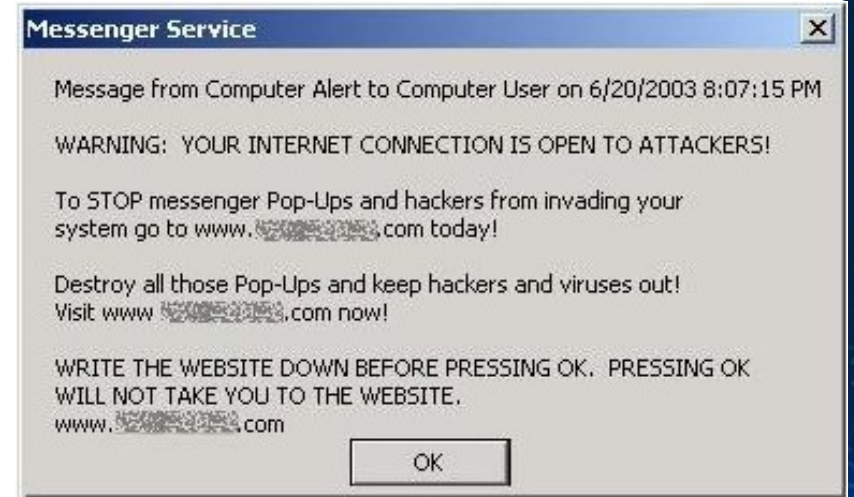 Messenger Service
Message from Computer Alert to Computer User on 6/20/2003 8:07:15 PM
WARNING: YOUR INTERNET CONNECTION IS OPEN TO ATTACKERS!
To STOP messenger Pop-Ups and hackers from invading your
system go to www. .com today!
Destroy all those Pop-Ups and keep hackers and viruses out!
Visit www .com now!
WRITE THE WEBSITE DOWN BEFORE PRESSING OK. PRESSING OK
WILL NOT TAKE YOU TO THE WEBSITE.
www. .com
OK